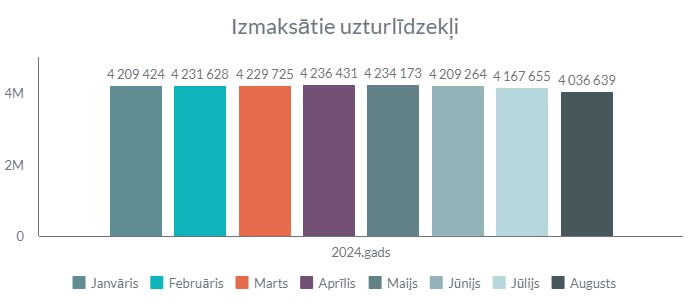 Izmaksātie uzturlīdzekļi
4 209 424 4 231 628 4 229 725 4 236 431 4 234 173 4 209 264 4 167 655 4 036 639
4M
2M
0
2024.gads
Janvāris Februāris Marts Aprīlis Maijs Jūnijs Jūlijs Augusts